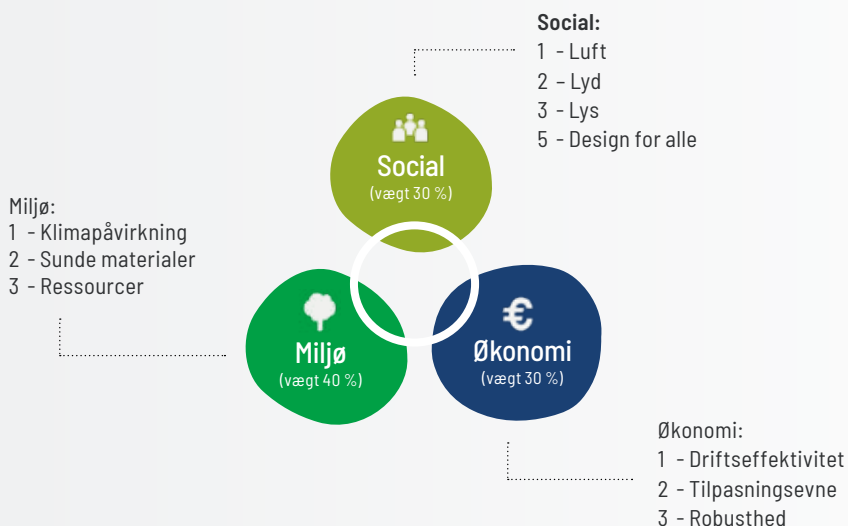 Social:
1 - Luft
2 – Lyd
3 - Lys
5 - Design for alle
Social
(vægt 30 %)
Miljø:
1 - Klimapåvirkning
2 - Sunde materialer
3 - Ressourcer
€
Miljø
(vægt 40 %)
Økonomi
(vægt 30 %)
Økonomi:
1 - Driftseffektivitet
2 - Tilpasningsevne
3 - Robusthed